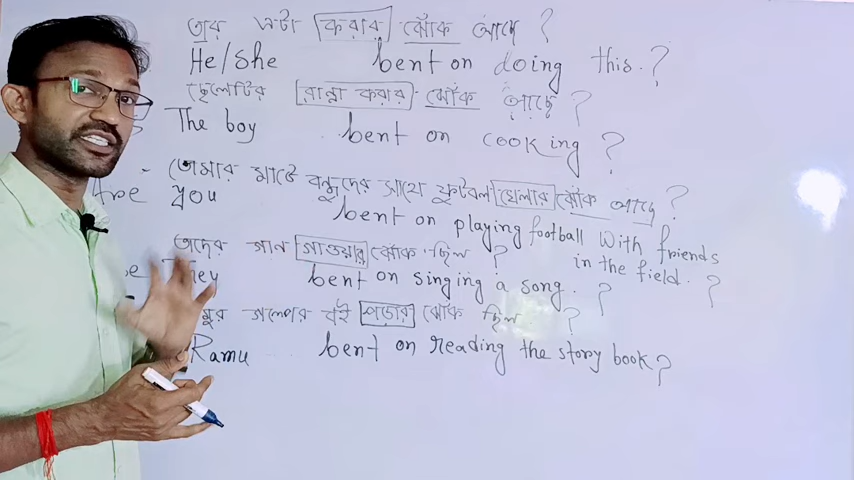 তার এটা করার ঝোঁক আছে ?
He/She bent on doing this. ?
ছেলেটির রান্না করার ঝোঁক আছে ?
The boy bent on cooking ?
তোমার মাঠে বন্ধুদের সাথে ফুটবল খেলার ঝোঁক আছে ?
Are you bent on playing football with friends in the field. ?
তাদের গান গাওয়ার ঝোঁক ছিল ?
They bent on singing a song. ?
গল্পের বই পড়ার ঝোঁক ছিল ?
Ramu bent on reading the story book ?